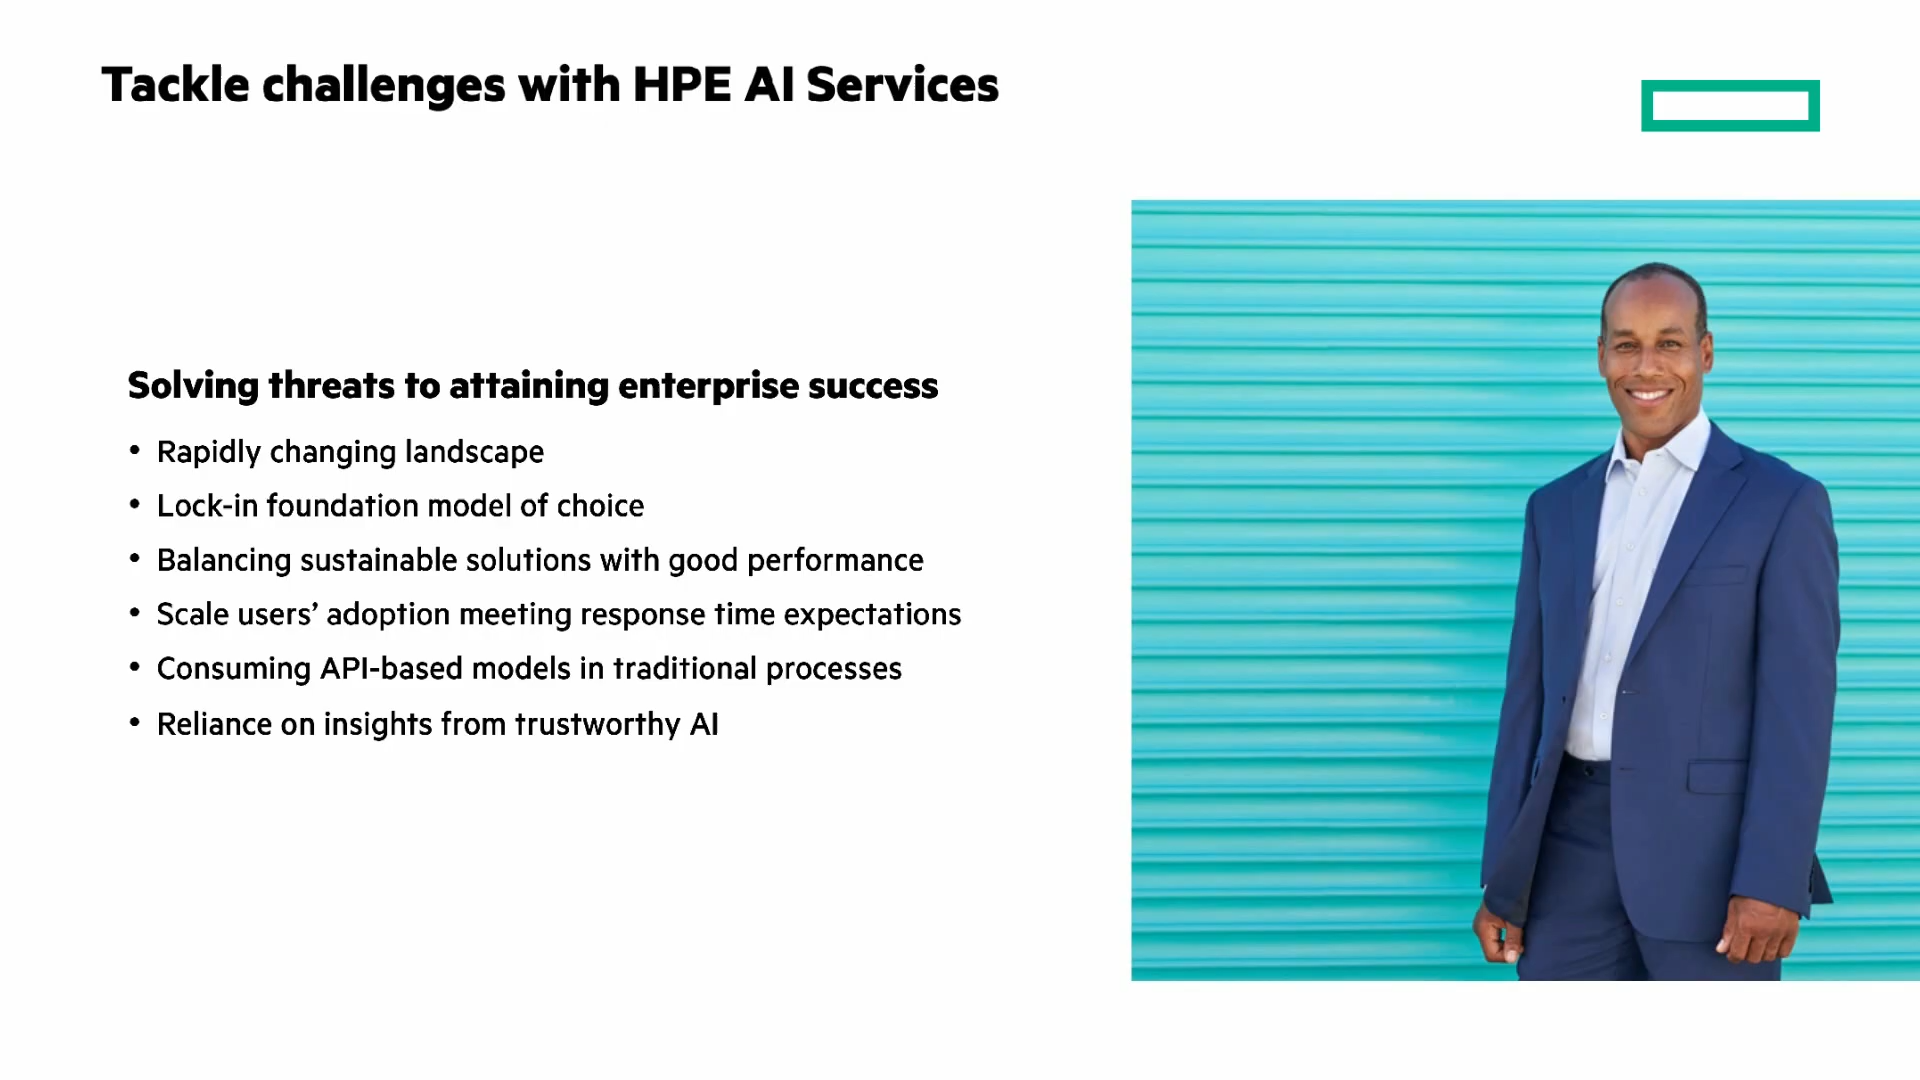 Tackle challenges with HPE AI Services
Solving threats to attaining enterprise success
• Rapidly changing landscape
• Lock-in foundation model of choice
• Balancing sustainable solutions with good performance
• Scale users’ adoption meeting response time expectations
• Consuming API-based models in traditional processes
• Reliance on insights from trustworthy AI